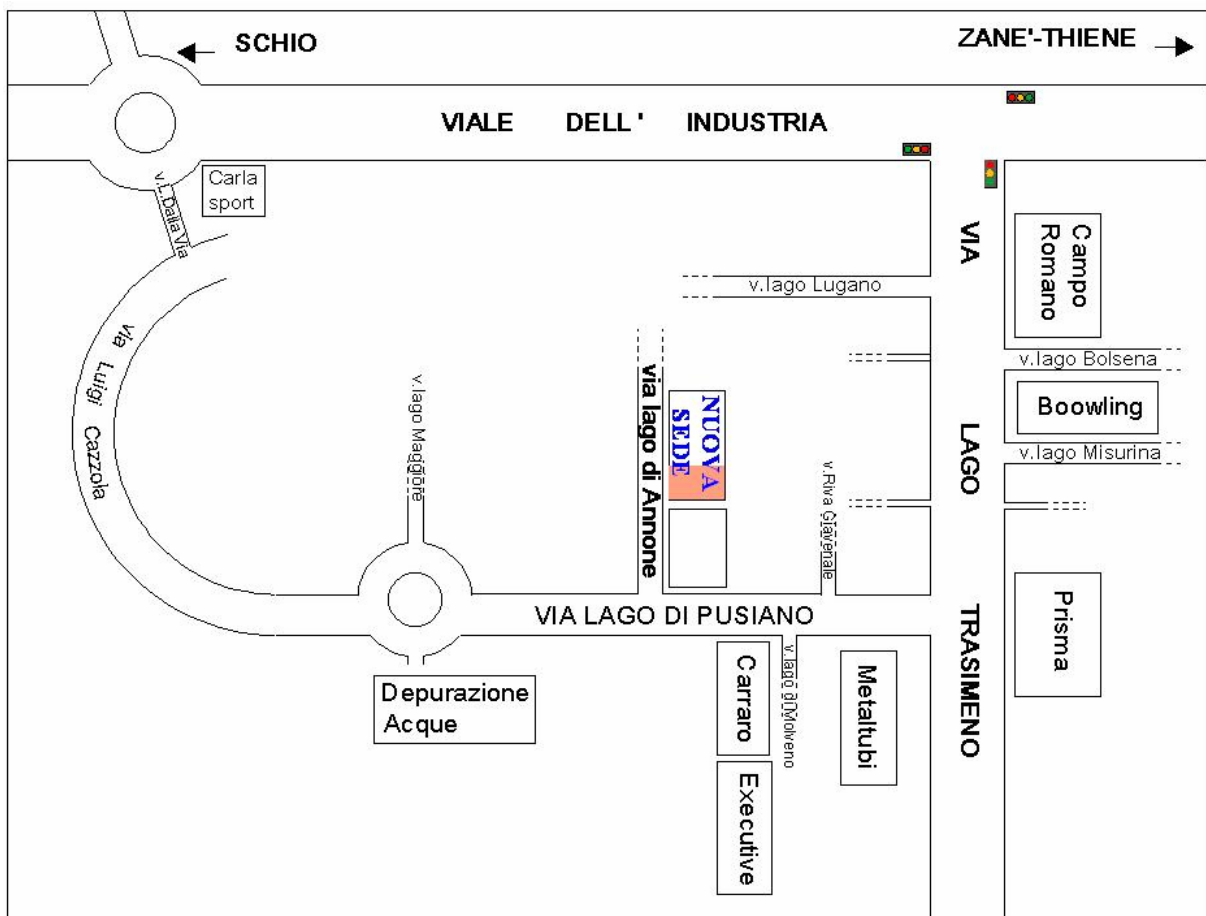 SCHIO
ZANE'-THIENE
VIALE DELL' INDUSTRIA
Carla
sport
v.L.Dalla Via
VIA LAGO TRASIMENO
Campo
Romano
v.lago Lugano
v.lago Bolsena
via Luigi Cazzola
v.lago Maggiore
via lago di Annone
NUOVA
SEDE
Boowling
v.lago Misurina
v.Riva Giavenale
VIA LAGO DI PUSIANO
Prisma
Depurazione
Acque
Carraro
v.lago di Molveno
Metaltubi
Executive